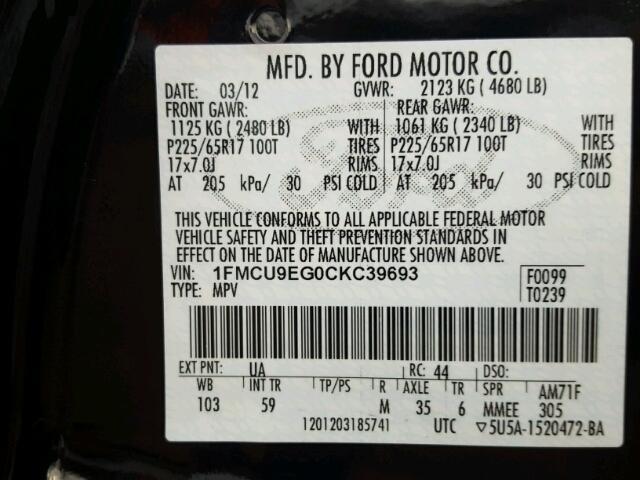 MFD. BY FORD MOTOR CO.
DATE: 03/12 GVWR: 2123 KG ( 4680 LB)
FRONT GAWR: REAR GAWR:
1125 KG ( 2480 LB) WITH 1061 KG ( 2340 LB) WITH
P225/65R17 100T TIRES P225/65R17 100T TIRES
17x7.0J RIMS 17x7.0J RIMS
AT 205 kPa/ 30 PSI COLD AT 205 kPa/ 30 PSI COLD
THIS VEHICLE CONFORMS TO ALL APPLICABLE FEDERAL MOTOR
VEHICLE SAFETY AND THEFT PREVENTION STANDARDS IN
EFFECT ON THE DATE OF MANUFACTURE SHOWN ABOVE.
VIN: 1FMCU9EG0CKC39693 F0099
TYPE: MPV T0239
EXT PNT: UA RC: 44 DSO:
WB INT TR TP/PS R AXLE TR SPR AM71F
103 59 M 35 6 MMEE 305
1201203185741 UTC ▽5U5A-1520472-BA
Ford